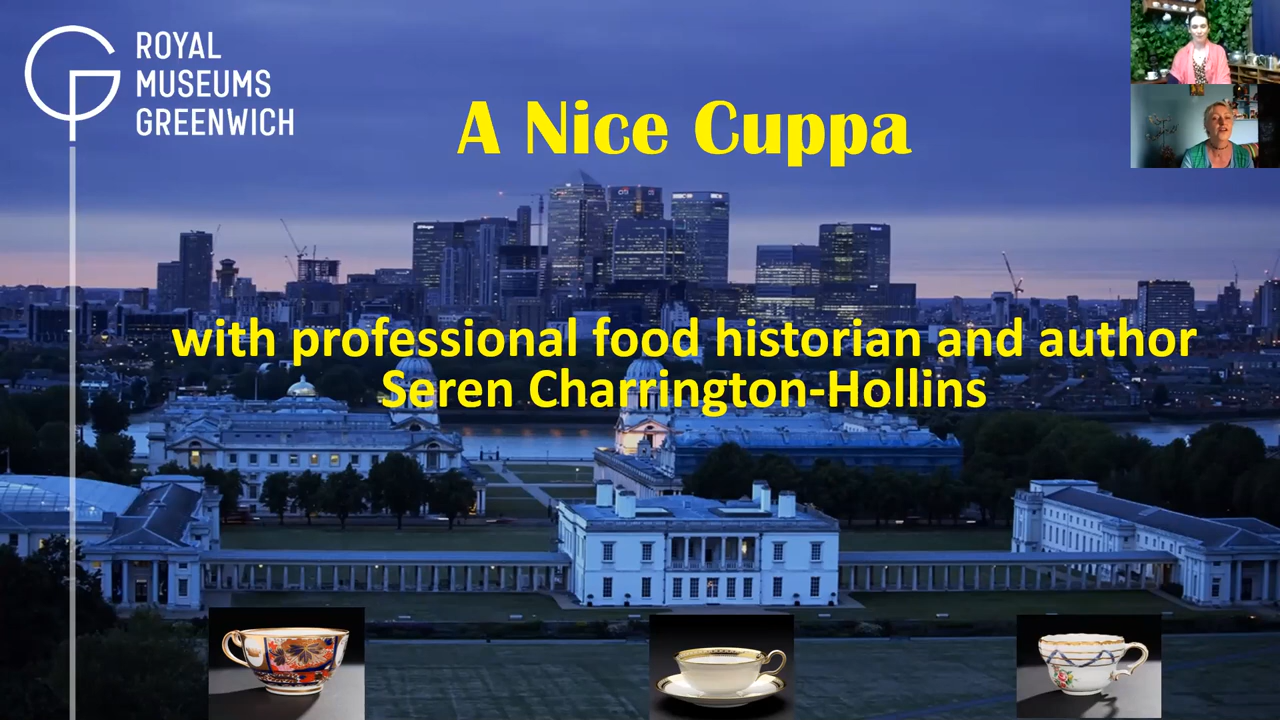 ROYAL
MUSEUMS
GREENWICH
A Nice Cuppa
with professional food historian and author
Seren Charrington-Hollins